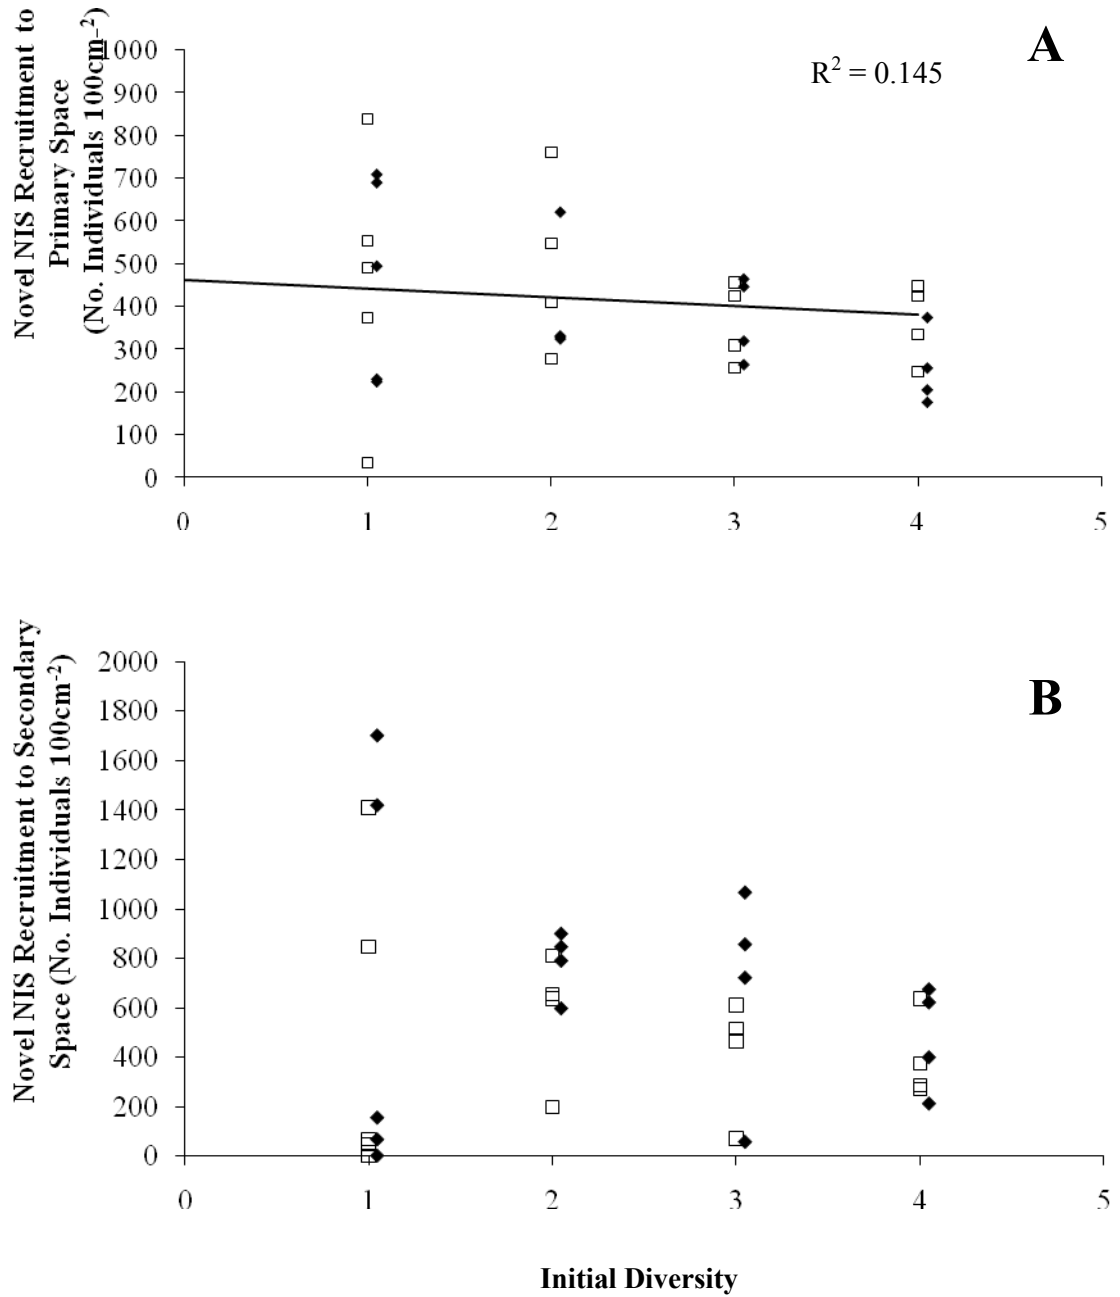 Novel NIS Recruitment to
Primary Space
(No. Individuals 100cm⁻²)
A
R² = 0.145
1000
900
800
700
600
500
400
300
200
100
0
0 1 2 3 4 5
Novel NIS Recruitment to Secondary
Space (No. Individuals 100cm⁻²)
B
2000
1800
1600
1400
1200
1000
800
600
400
200
0
0 1 2 3 4 5
Initial Diversity